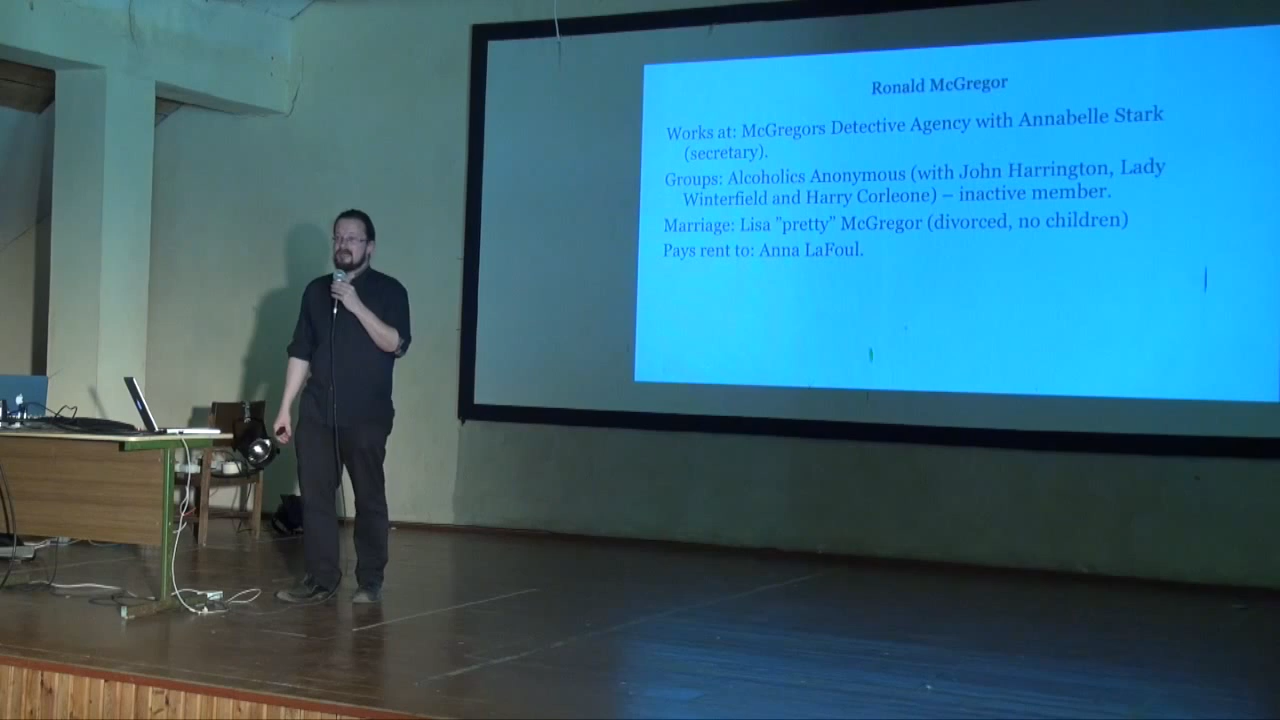 Ronald McGregor
Works at: McGregors Detective Agency with Annabelle Stark
(secretary).
Groups: Alcoholics Anonymous (with John Harrington, Lady
Winterfield and Harry Corleone) – inactive member.
Marriage: Lisa ”pretty” McGregor (divorced, no children)
Pays rent to: Anna LaFoul.